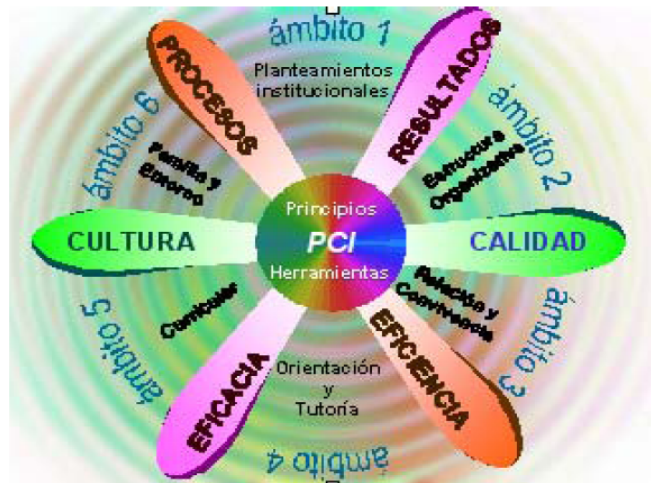 ámbito 1
Planteamientos
institucionales
PROCESOS
RESULTADOS
ámbito 6
ámbito 2
Familia y
Entorno
Estructura
Organizativa
Principios
PCI
Herramientas
CULTURA
CALIDAD
Curricular
Relación y
Convivencia
ámbito 5
ámbito 3
EFICACIA
EFICIENCIA
Orientación
y
Tutoría
ámbito 4